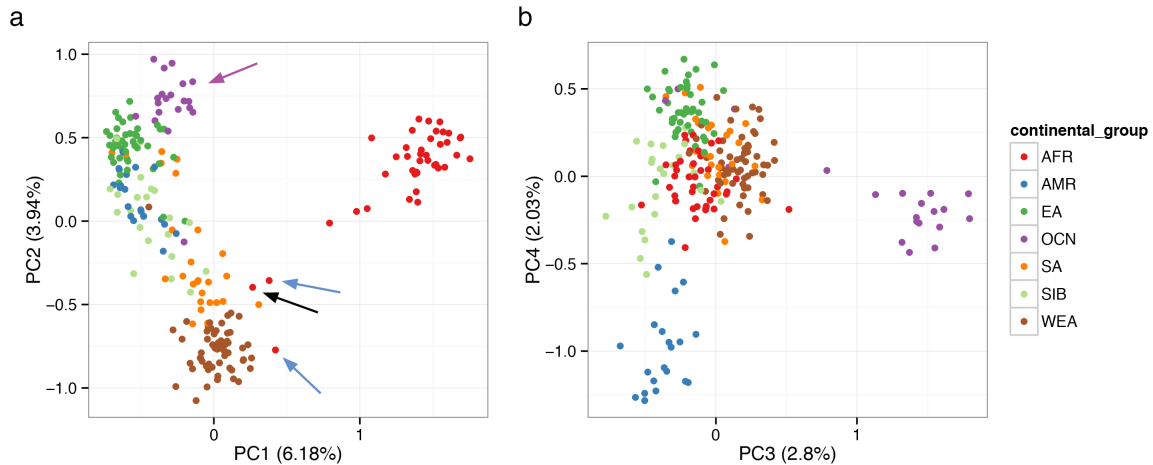 a
b
1.0
0.5
0.0
−0.5
−1.0
PC2 (3.94%)
0
1
PC1 (6.18%)
0.5
0.0
−0.5
−1.0
PC4 (2.03%)
0
1
PC3 (2.8%)
continental_group
AFR
AMR
EA
OCN
SA
SIB
WEA